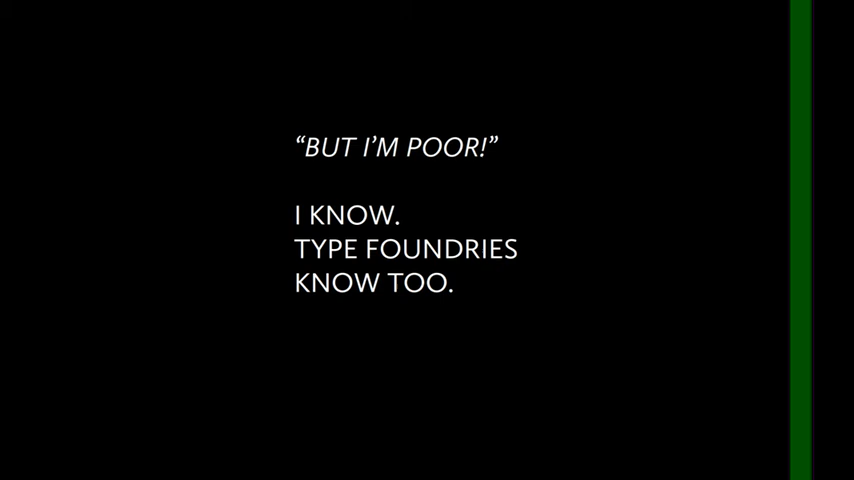 “BUT I’M POOR!”
I KNOW.
TYPE FOUNDRIES
KNOW TOO.